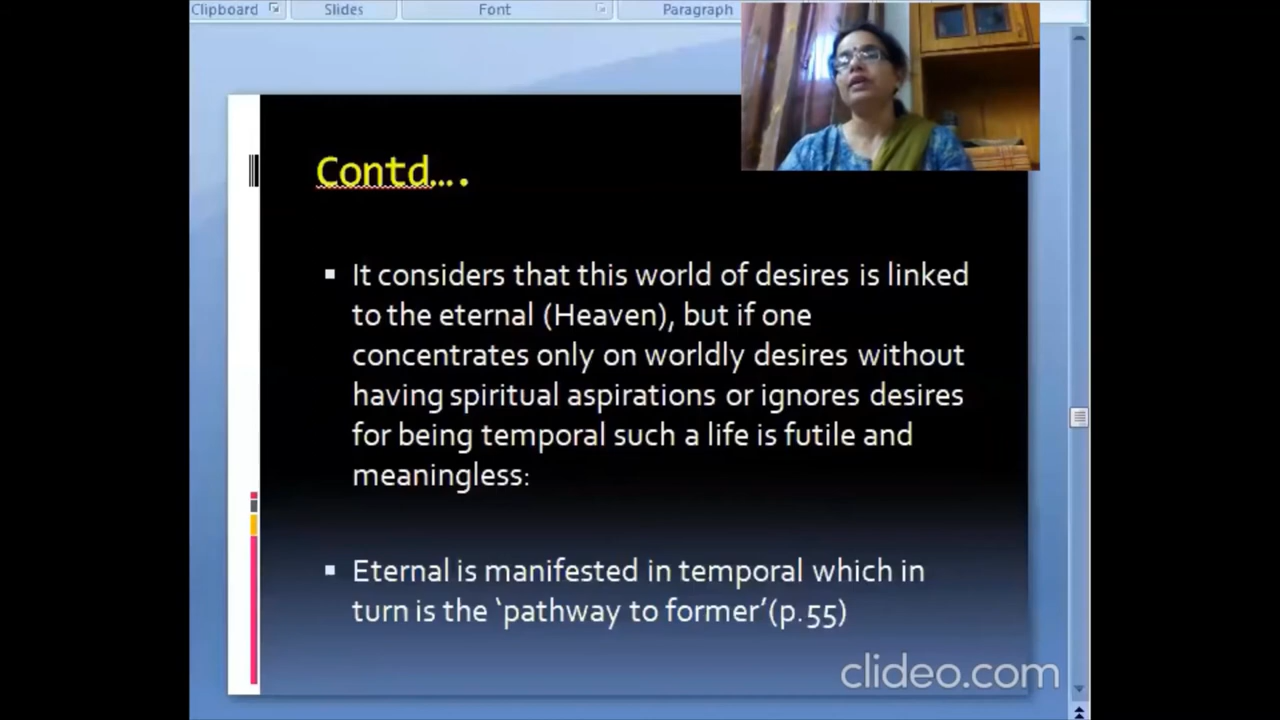 Clipboard
Slides
Font
Paragraph
Contd….
It considers that this world of desires is linked
to the eternal (Heaven), but if one
concentrates only on worldly desires without
having spiritual aspirations or ignores desires
for being temporal such a life is futile and
meaningless:
Eternal is manifested in temporal which in
turn is the ‘pathway to former’(p.55)
clideo.com